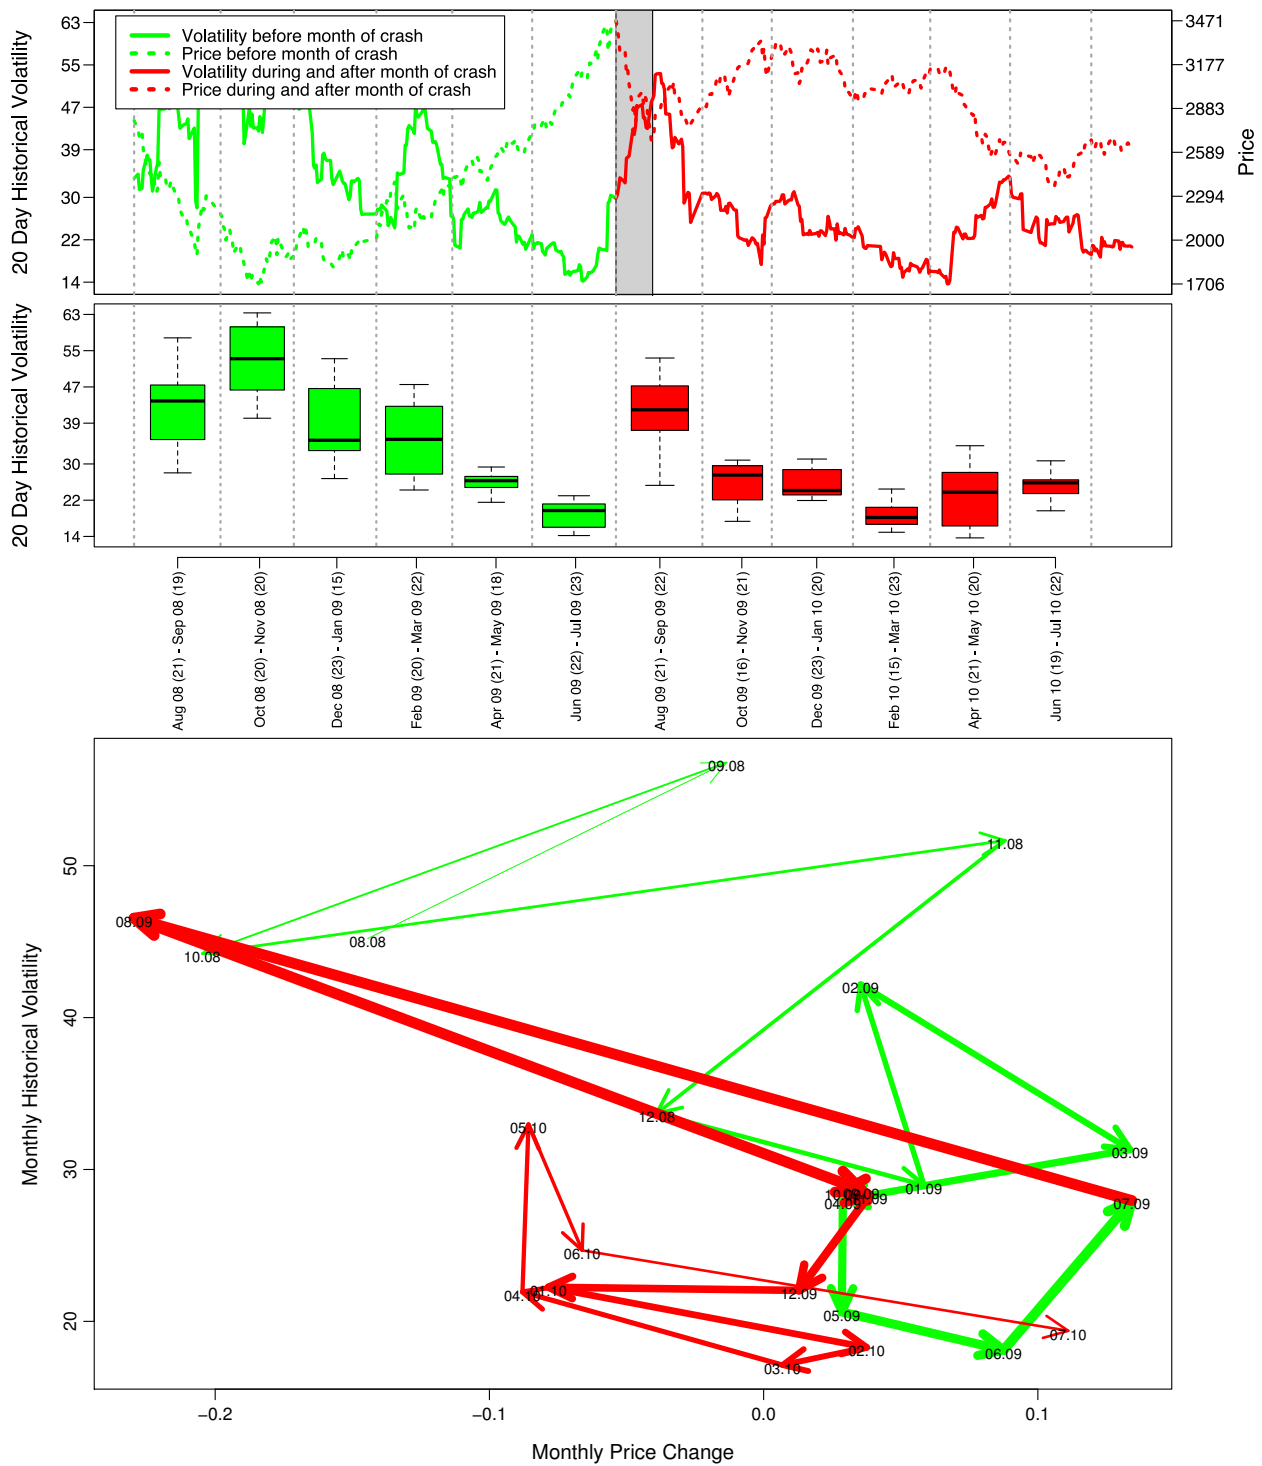 Volatility before month of crash
Price before month of crash
Volatility during and after month of crash
Price during and after month of crash
20 Day Historical Volatility
63
55
47
39
30
22
14
3471
3177
2883
2589
2294
2000
1706
Price
20 Day Historical Volatility
63
55
47
39
30
22
14
Aug 08 (21) - Sep 08 (19)
Oct 08 (20) - Nov 08 (20)
Dec 08 (23) - Jan 09 (15)
Feb 09 (20) - Mar 09 (22)
Apr 09 (21) - May 09 (18)
Jun 09 (22) - Jul 09 (23)
Aug 09 (21) - Sep 09 (22)
Oct 09 (16) - Nov 09 (21)
Dec 09 (23) - Jan 10 (20)
Feb 10 (15) - Mar 10 (23)
Apr 10 (21) - May 10 (20)
Jun 10 (19) - Jul 10 (22)
Monthly Historical Volatility
50
40
30
20
09.08
11.08
08.09
08.08
10.08
02.09
12.08
05.10
03.09
01.09
04.09
07.09
06.10
04.10
01.10
12.09
05.09
07.10
02.10
06.09
03.10
−0.2
−0.1
0.0
0.1
Monthly Price Change